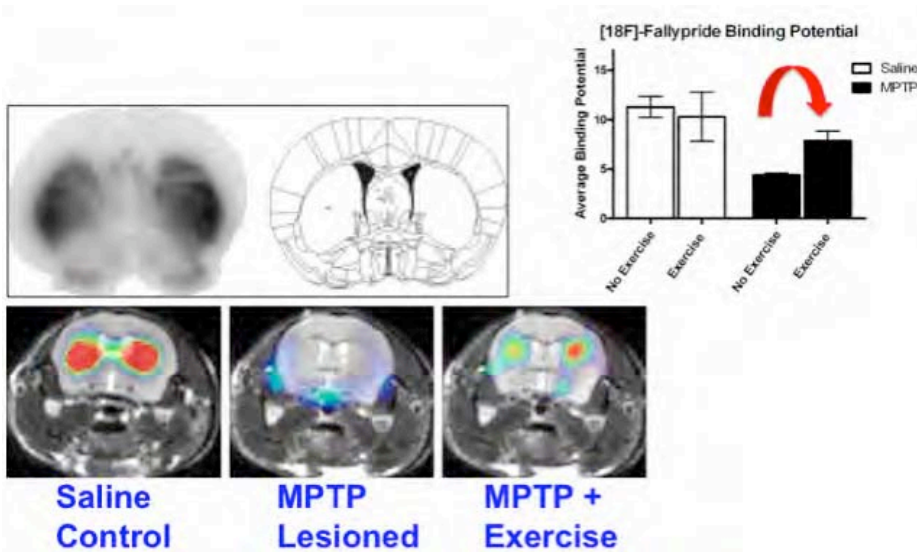 [18F]-Fallypride Binding Potential
Saline
MPTP
Average Binding Potential
15
10
5
0
No Exercise
Exercise
No Exercise
Exercise
Saline
Control
MPTP
Lesioned
MPTP +
Exercise